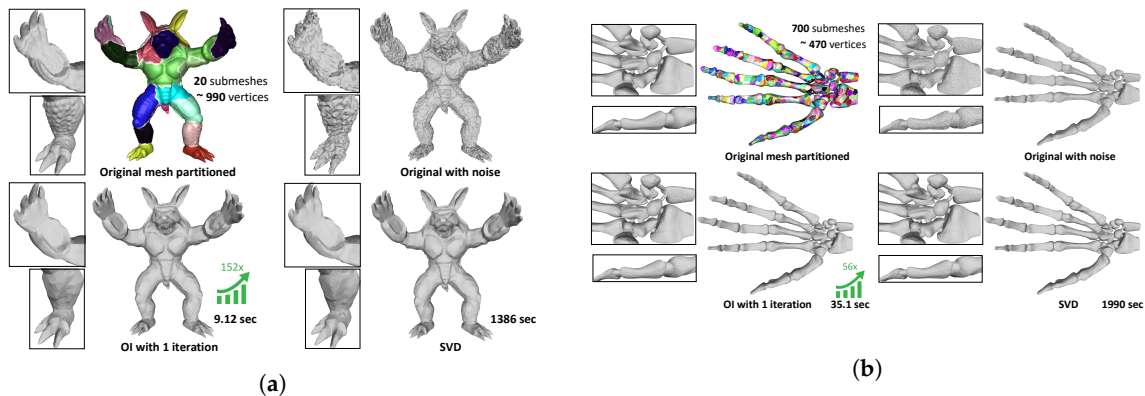 20 submeshes
~ 990 vertices
Original mesh partitioned
Original with noise
152x
9.12 sec
OI with 1 iteration
1386 sec
SVD
(a)
700 submeshes
~ 470 vertices
Original mesh partitioned
Original with noise
56x
OI with 1 iteration
35.1 sec
SVD
1990 sec
(b)